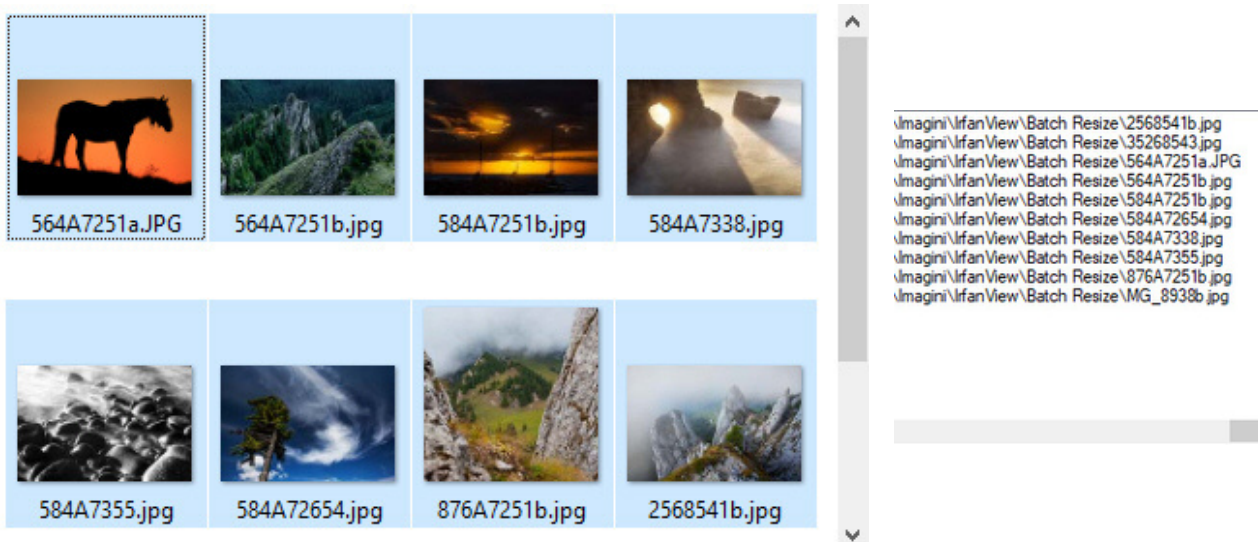 564A7251a.JPG 564A7251b.jpg 584A7251b.jpg 584A7338.jpg
584A7355.jpg 584A72654.jpg 876A7251b.jpg 2568541b.jpg
\Imagini\IrfanView\Batch Resize\2568541b.jpg
\Imagini\IrfanView\Batch Resize\35268543.jpg
\Imagini\IrfanView\Batch Resize\564A7251a.JPG
\Imagini\IrfanView\Batch Resize\564A7251b.jpg
\Imagini\IrfanView\Batch Resize\584A7251b.jpg
\Imagini\IrfanView\Batch Resize\584A72654.jpg
\Imagini\IrfanView\Batch Resize\584A7338.jpg
\Imagini\IrfanView\Batch Resize\584A7355.jpg
\Imagini\IrfanView\Batch Resize\876A7251b.jpg
\Imagini\IrfanView\Batch Resize\MG_8938b.jpg